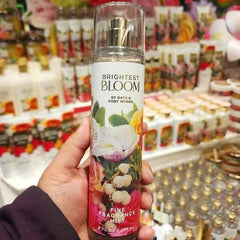 BRIGHTEST
BLOOM
BY BATH &
BODY WORKS
FINE
FRAGRANCE
MIST